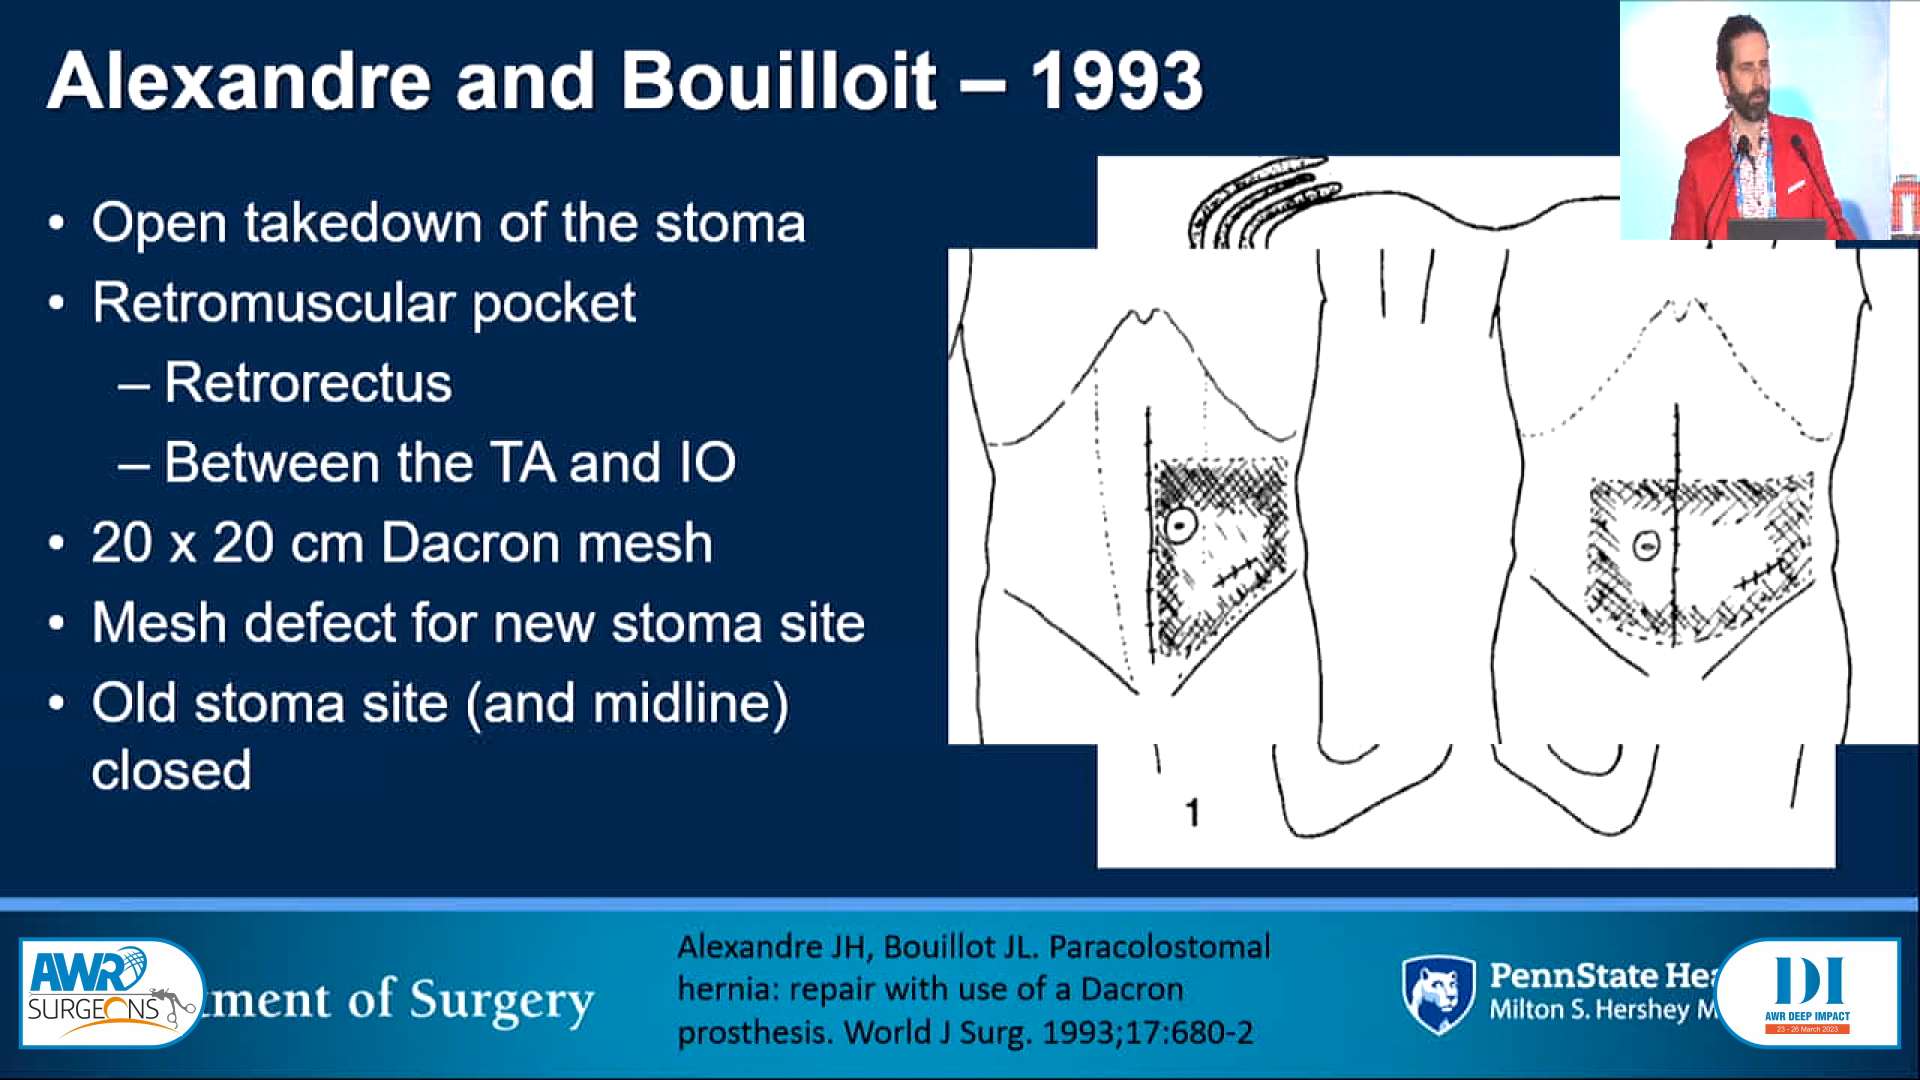 Alexandre and Bouilloit – 1993
• Open takedown of the stoma
• Retromuscular pocket
– Retrorectus
– Between the TA and IO
• 20 x 20 cm Dacron mesh
• Mesh defect for new stoma site
• Old stoma site (and midline)
closed
1
AWR
SURGEONS
ment of Surgery
Alexandre JH, Bouillot JL. Paracolostomal
hernia: repair with use of a Dacron
prosthesis. World J Surg. 1993;17:680-2
PennState Hea
Milton S. Hershey M
DI
AWR DEEP IMPACT
23 - 26 March 2023